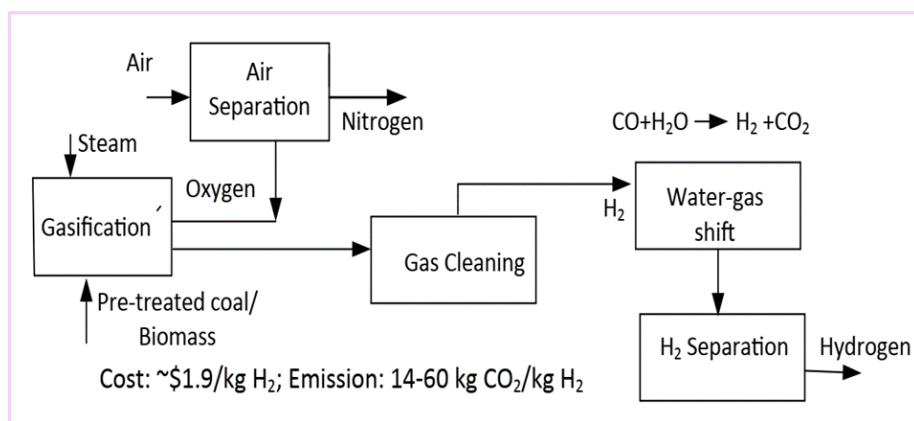 Air
Air
Separation
Nitrogen
CO+H₂O → H₂ +CO₂
Steam
Oxygen
Gasification
H₂
Water-gas
shift
Gas Cleaning
Pre-treated coal/
Biomass
H₂ Separation
Hydrogen
Cost: ~$1.9/kg H₂; Emission: 14-60 kg CO₂/kg H₂